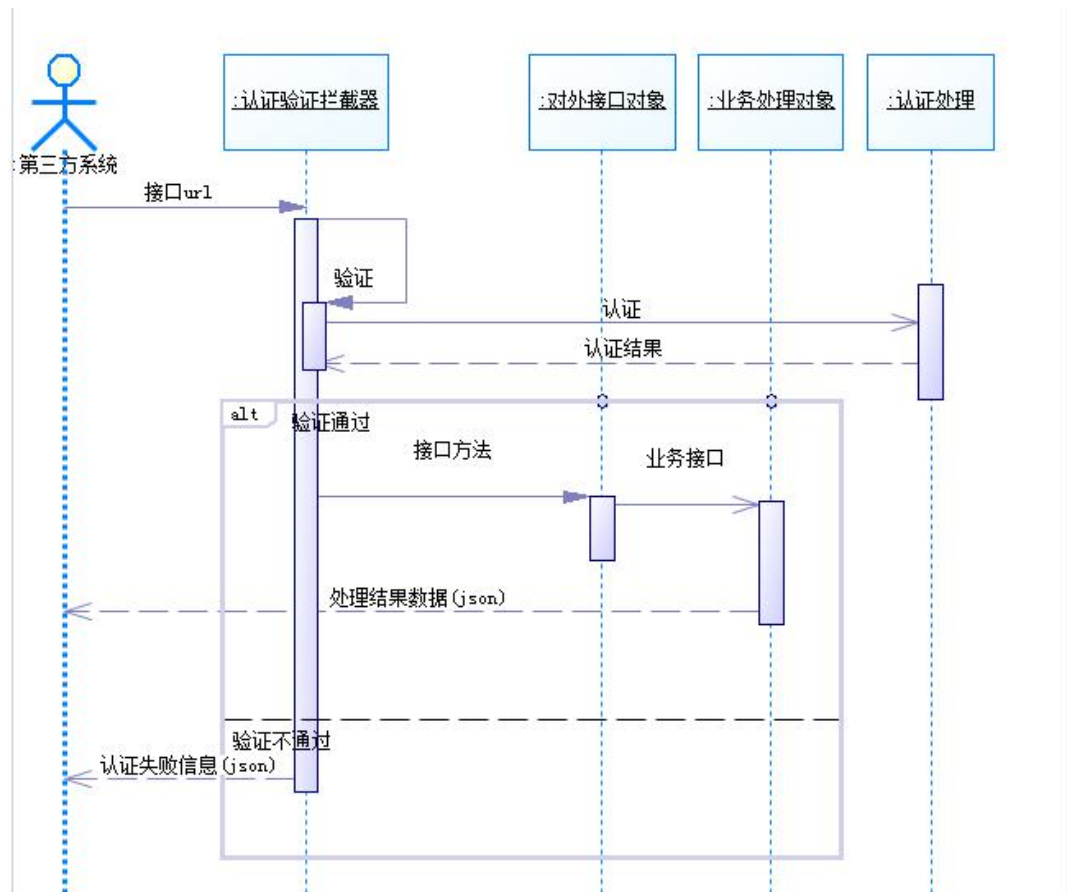 :认证验证拦截器
:对外接口对象
:业务处理对象
:认证处理
:第三方系统
接口url
验证
认证
认证结果
alt
验证通过
接口方法
业务接口
处理结果数据(json)
验证不通过
认证失败信息(json)